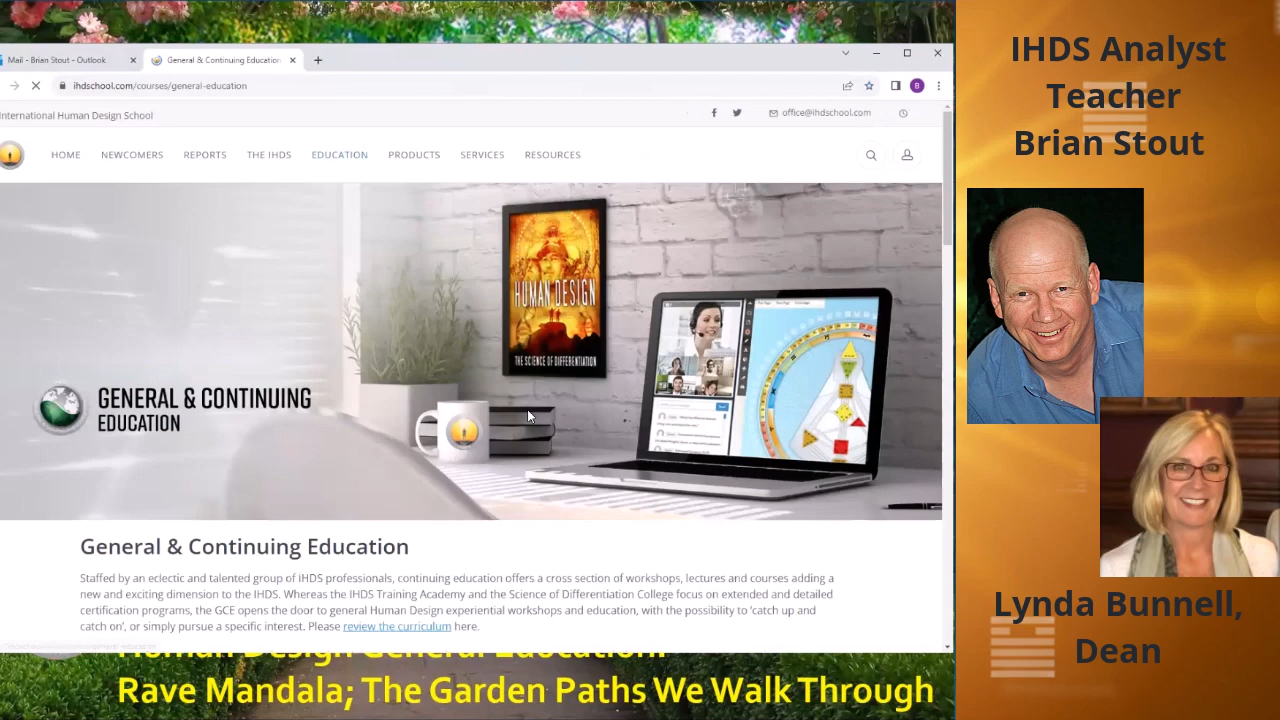 Mail - Brian Stout - Outlook
General & Continuing Education
ihdschool.com/courses/general-education
B
International Human Design School
office@ihdschool.com
HOME
NEWCOMERS
REPORTS
THE IHDS
EDUCATION
PRODUCTS
SERVICES
RESOURCES
HUMAN DESIGN
THE SCIENCE OF DIFFERENTIATION
GENERAL & CONTINUING
EDUCATION
General & Continuing Education
Staffed by an eclectic and talented group of IHDS professionals, continuing education offers a cross section of workshops, lectures and courses adding a
new and exciting dimension to the IHDS. Whereas the IHDS Training Academy and the Science of Differentiation College focus on extended and detailed
certification programs, the GCE opens the door to general Human Design experiential workshops and education, with the possibility to 'catch up and
catch on', or simply pursue a specific interest. Please review the curriculum here.
Human Design General Education:
Rave Mandala; The Garden Paths We Walk Through
IHDS Analyst
Teacher
Brian Stout
Lynda Bunnell,
Dean